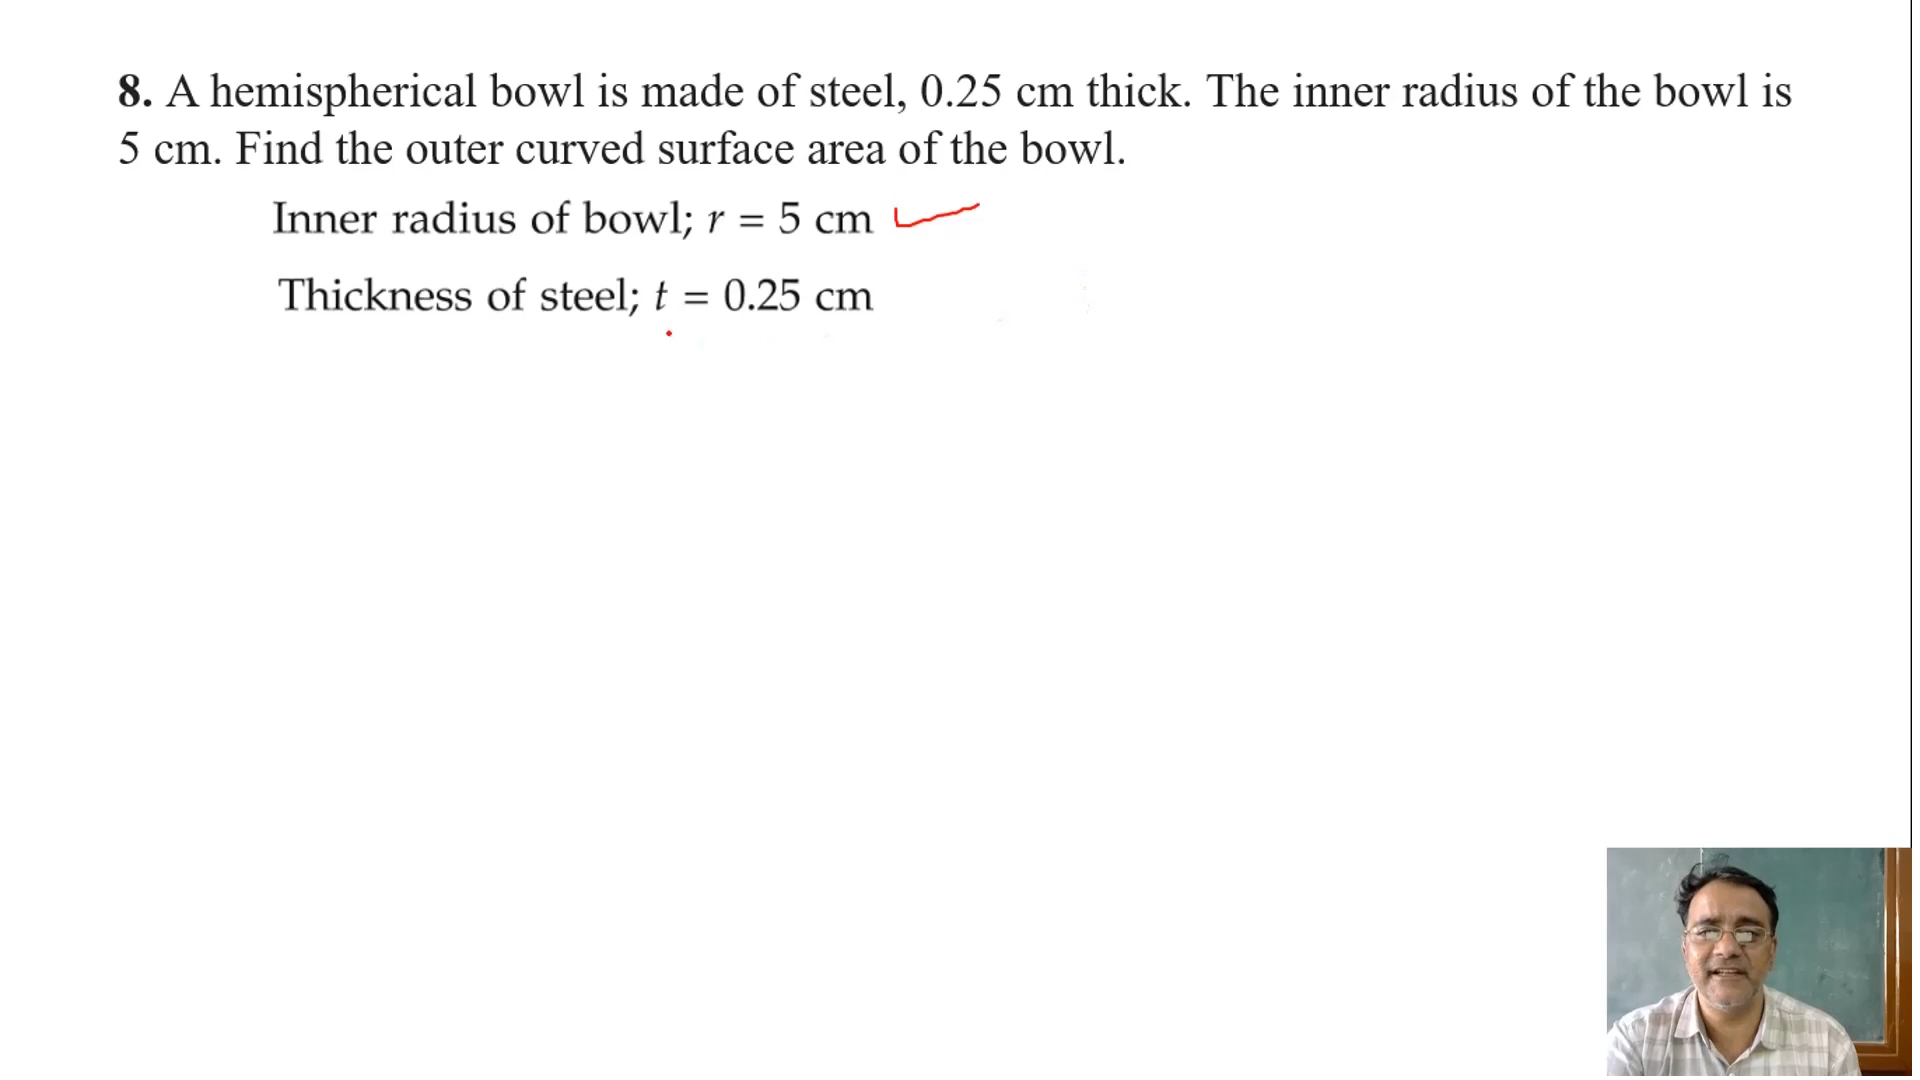 8. A hemispherical bowl is made of steel, 0.25 cm thick. The inner radius of the bowl is
5 cm. Find the outer curved surface area of the bowl.
Inner radius of bowl; r = 5 cm
Thickness of steel; t = 0.25 cm